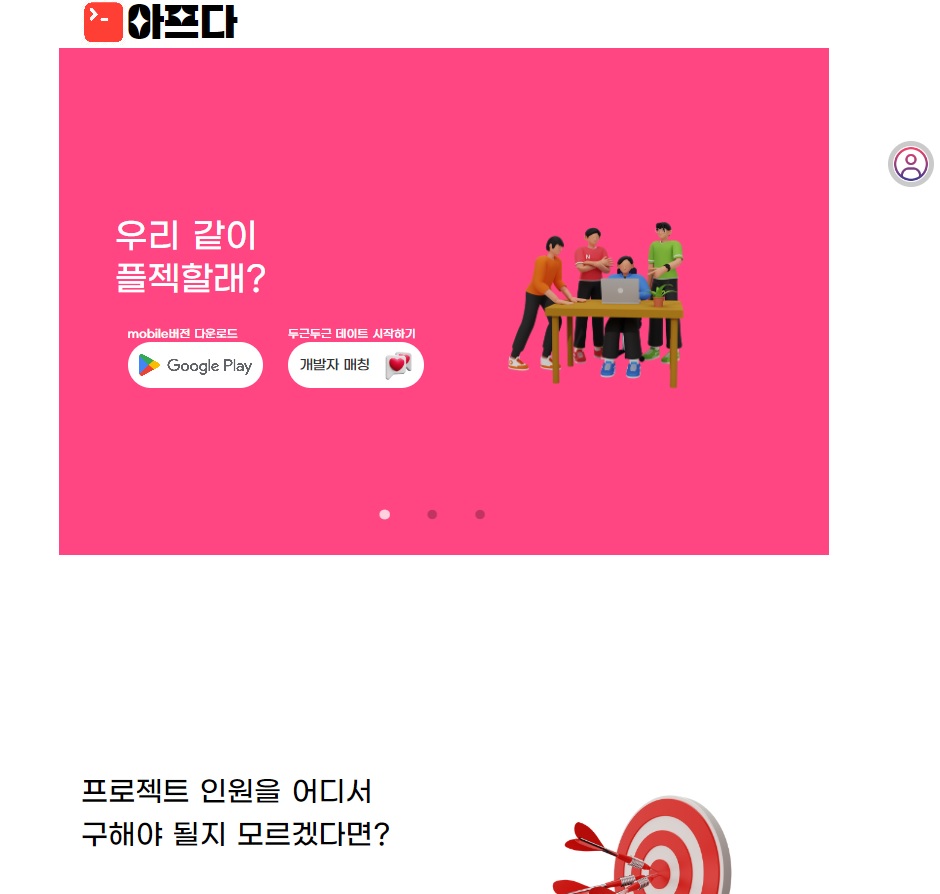 아프다
우리 같이
플젝할래?
mobile버전 다운로드
Google Play
두근두근 데이트 시작하기
개발자 매칭
프로젝트 인원을 어디서
구해야 될지 모르겠다면?